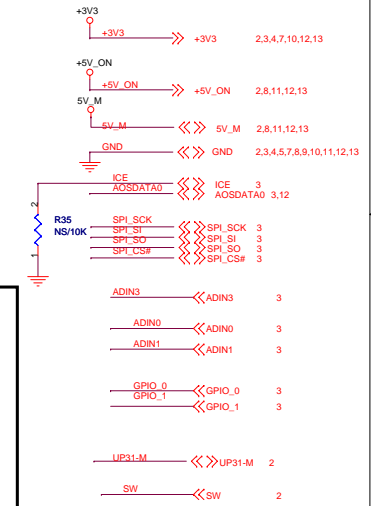 +3V3
+3V3 +3V3 2,3,4,7,10,12,13
+5V_ON
+5V_ON +5V_ON 2,8,11,12,13
5V_M
5V_M 5V_M 2,8,11,12,13
GND GND 2,3,4,5,7,8,9,10,11,12,13
ICE ICE 3
AOSDATA0 AOSDATA0 3,12
2
R35
NS/10K
1
SPI_SCK SPI_SCK 3
SPI_SI SPI_SI 3
SPI_SO SPI_SO 3
SPI_CS# SPI_CS# 3
ADIN3 ADIN3 3
ADIN0 ADIN0 3
ADIN1 ADIN1 3
GPIO_0 GPIO_0 3
GPIO_1 GPIO_1 3
UP31-M UP31-M 2
SW SW 2